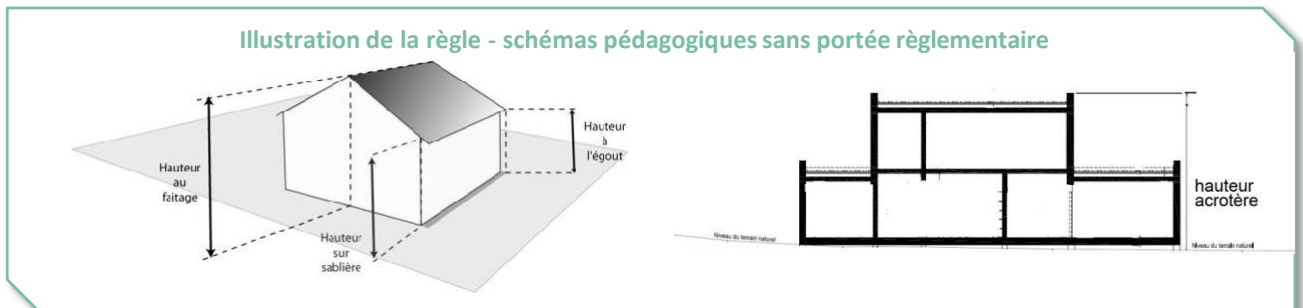 Illustration de la règle - schémas pédagogiques sans portée règlementaire
Hauteur
au
faitage
Hauteur
sur
sablière
Hauteur
à
l'égout
hauteur
acrotère
Niveau du terrain naturel
Niveau du terrain naturel